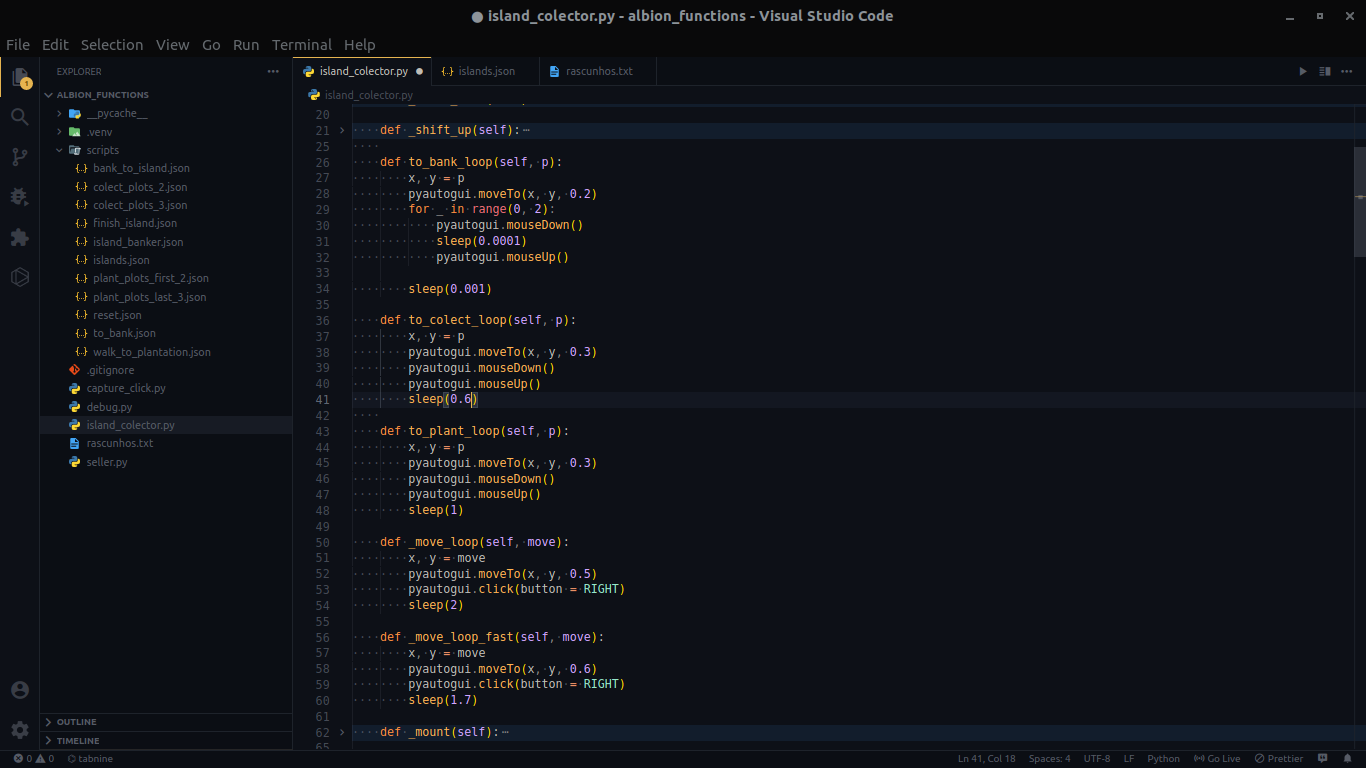 ● island_colector.py - albion_functions - Visual Studio Code
File Edit Selection View Go Run Terminal Help
EXPLORER
ALBION_FUNCTIONS
__pycache__
.venv
scripts
bank_to_island.json
colect_plots_2.json
colect_plots_3.json
finish_island.json
island_banker.json
islands.json
plant_plots_first_2.json
plant_plots_last_3.json
reset.json
to_bank.json
walk_to_plantation.json
.gitignore
capture_click.py
debug.py
island_colector.py
rascunhos.txt
seller.py
OUTLINE
TIMELINE
1
island_colector.py ● islands.json rascunhos.txt
island_colector.py
20
21 def _shift_up(self):
25
26 def to_bank_loop(self, p):
27 x, y = p
28 pyautogui.moveTo(x, y, 0.2)
29 for _ in range(0, 2):
30 pyautogui.mouseDown()
31 sleep(0.0001)
32 pyautogui.mouseUp()
33
34 sleep(0.001)
35
36 def to_colect_loop(self, p):
37 x, y = p
38 pyautogui.moveTo(x, y, 0.3)
39 pyautogui.mouseDown()
40 pyautogui.mouseUp()
41 sleep(0.6)
42
43 def to_plant_loop(self, p):
44 x, y = p
45 pyautogui.moveTo(x, y, 0.3)
46 pyautogui.mouseDown()
47 pyautogui.mouseUp()
48 sleep(1)
49
50 def _move_loop(self, move):
51 x, y = move
52 pyautogui.moveTo(x, y, 0.5)
53 pyautogui.click(button = RIGHT)
54 sleep(2)
55
56 def _move_loop_fast(self, move):
57 x, y = move
58 pyautogui.moveTo(x, y, 0.6)
59 pyautogui.click(button = RIGHT)
60 sleep(1.7)
61
62 def _mount(self):
65
0 0 tabnine Ln 41, Col 18 Spaces: 4 UTF-8 LF Python Go Live Prettier